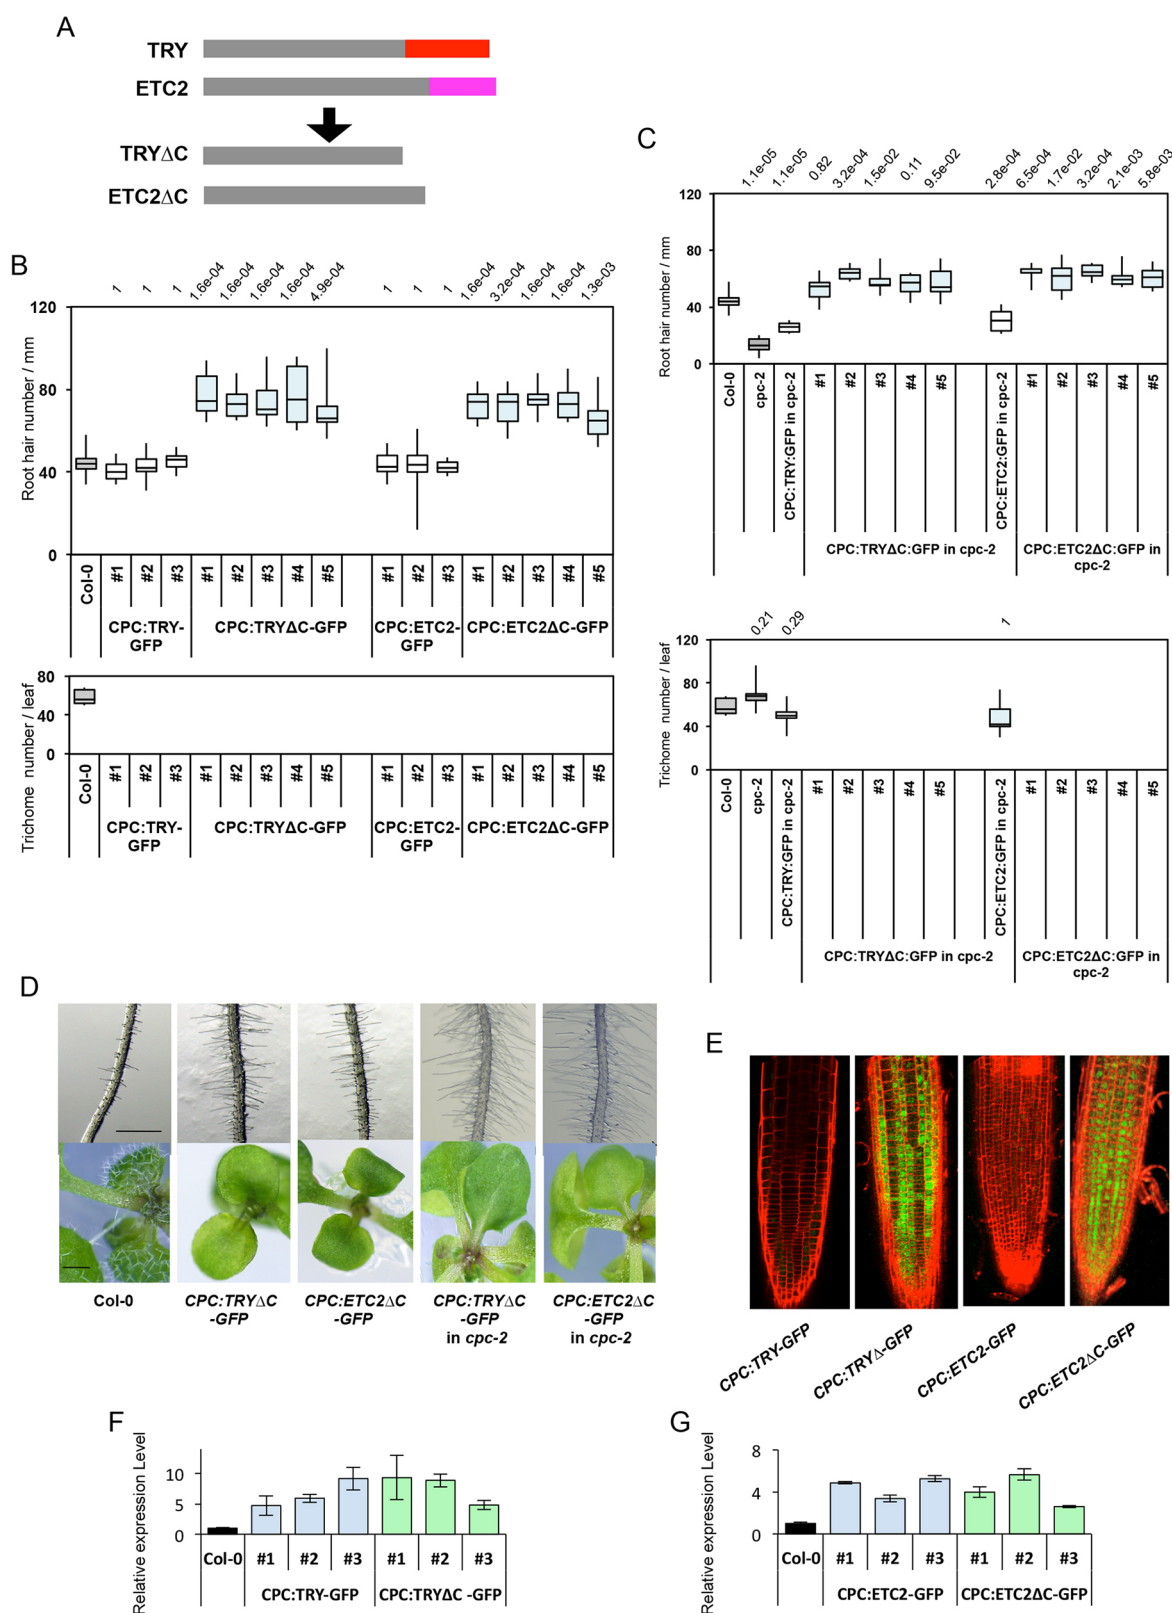 A
TRY
ETC2
TRYΔC
ETC2ΔC
B
1 1 1 1.6e-04 1.6e-04 1.6e-04 1.6e-04 4.9e-04 1 1 1 1.6e-04 3.2e-04 1.6e-04 1.6e-04 1.3e-03
Root hair number / mm
120
80
40
0
Col-0 #1 #2 #3 #1 #2 #3 #4 #5 #1 #2 #3 #1 #2 #3 #4 #5
CPC:TRY-GFP
CPC:TRYΔC-GFP
CPC:ETC2-GFP
CPC:ETC2ΔC-GFP
Trichome number / leaf
80
40
0
Col-0 #1 #2 #3 #1 #2 #3 #4 #5 #1 #2 #3 #1 #2 #3 #4 #5
CPC:TRY-GFP
CPC:TRYΔC-GFP
CPC:ETC2-GFP
CPC:ETC2ΔC-GFP
C
1.1e-05 1.1e-05 0.82 3.2e-04 1.5e-02 0.11 9.5e-02 2.8e-04 6.5e-04 1.7e-02 3.2e-04 2.1e-03 5.8e-03
Root hair number / mm
120
80
40
0
Col-0 cpc-2 CPC:TRY:GFP in cpc-2 #1 #2 #3 #4 #5 CPC:ETC2:GFP in cpc-2 #1 #2 #3 #4 #5
CPC:TRYΔC:GFP in cpc-2
CPC:ETC2ΔC:GFP in
cpc-2
0.21 0.29 1
Trichome number / leaf
120
80
40
0
Col-0 cpc-2 CPC:TRY:GFP in cpc-2 #1 #2 #3 #4 #5 CPC:ETC2:GFP in cpc-2 #1 #2 #3 #4 #5
CPC:TRYΔC:GFP in cpc-2
CPC:ETC2ΔC:GFP in
cpc-2
D
Col-0
CPC:TRYΔC
-GFP
CPC:ETC2ΔC
-GFP
CPC:TRYΔC
-GFP
in cpc-2
CPC:ETC2ΔC
-GFP
in cpc-2
E
CPC:TRY-GFP
CPC:TRYΔ-GFP
CPC:ETC2-GFP
CPC:ETC2ΔC-GFP
F
Relative expression Level
10
5
0
Col-0 #1 #2 #3 #1 #2 #3
CPC:TRY-GFP
CPC:TRYΔC -GFP
G
Relative expression Level
8
4
0
Col-0 #1 #2 #3 #1 #2 #3
CPC:ETC2-GFP
CPC:ETC2ΔC-GFP